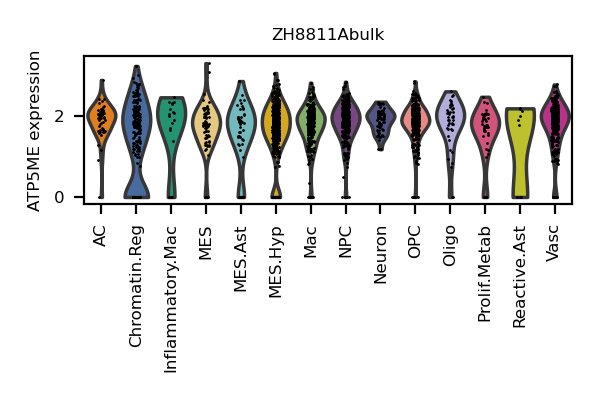 ZH8811Abulk
ATP5ME expression
2
0
AC
Chromatin.Reg
Inflammatory.Mac
MES
MES.Ast
MES.Hyp
Mac
NPC
Neuron
OPC
Oligo
Prolif.Metab
Reactive.Ast
Vasc